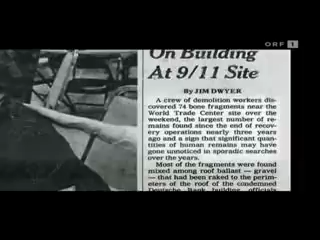 ORF 1
On Building
At 9/11 Site
By JIM DWYER
A crew of demolition workers dis-
covered 74 bone fragments near the
World Trade Center site over the
weekend, the largest number of re-
mains found since the end of recov-
ery operations nearly three years
ago and a sign that significant quan-
tities of human remains may have
gone unnoticed in sporadic searches
over the years.
Most of the fragments were found
mixed among roof ballast — gravel
— that had been raked to the perim-
eters of the roof of the condemned
Deutsche Bank building, officials